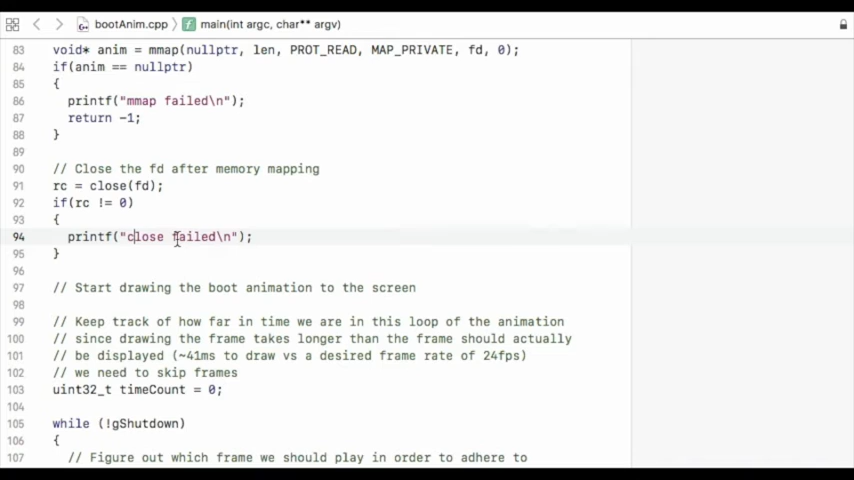 bootAnim.cpp main(int argc, char** argv)
83 void* anim = mmap(nullptr, len, PROT_READ, MAP_PRIVATE, fd, 0);
84 if(anim == nullptr)
85 {
86 printf("mmap failed\n");
87 return -1;
88 }
89
90 // Close the fd after memory mapping
91 rc = close(fd);
92 if(rc != 0)
93 {
94 printf("close failed\n");
95 }
96
97 // Start drawing the boot animation to the screen
98
99 // Keep track of how far in time we are in this loop of the animation
100 // since drawing the frame takes longer than the frame should actually
101 // be displayed (~41ms to draw vs a desired frame rate of 24fps)
102 // we need to skip frames
103 uint32_t timeCount = 0;
104
105 while (!gShutdown)
106 {
107 // Figure out which frame we should play in order to adhere to